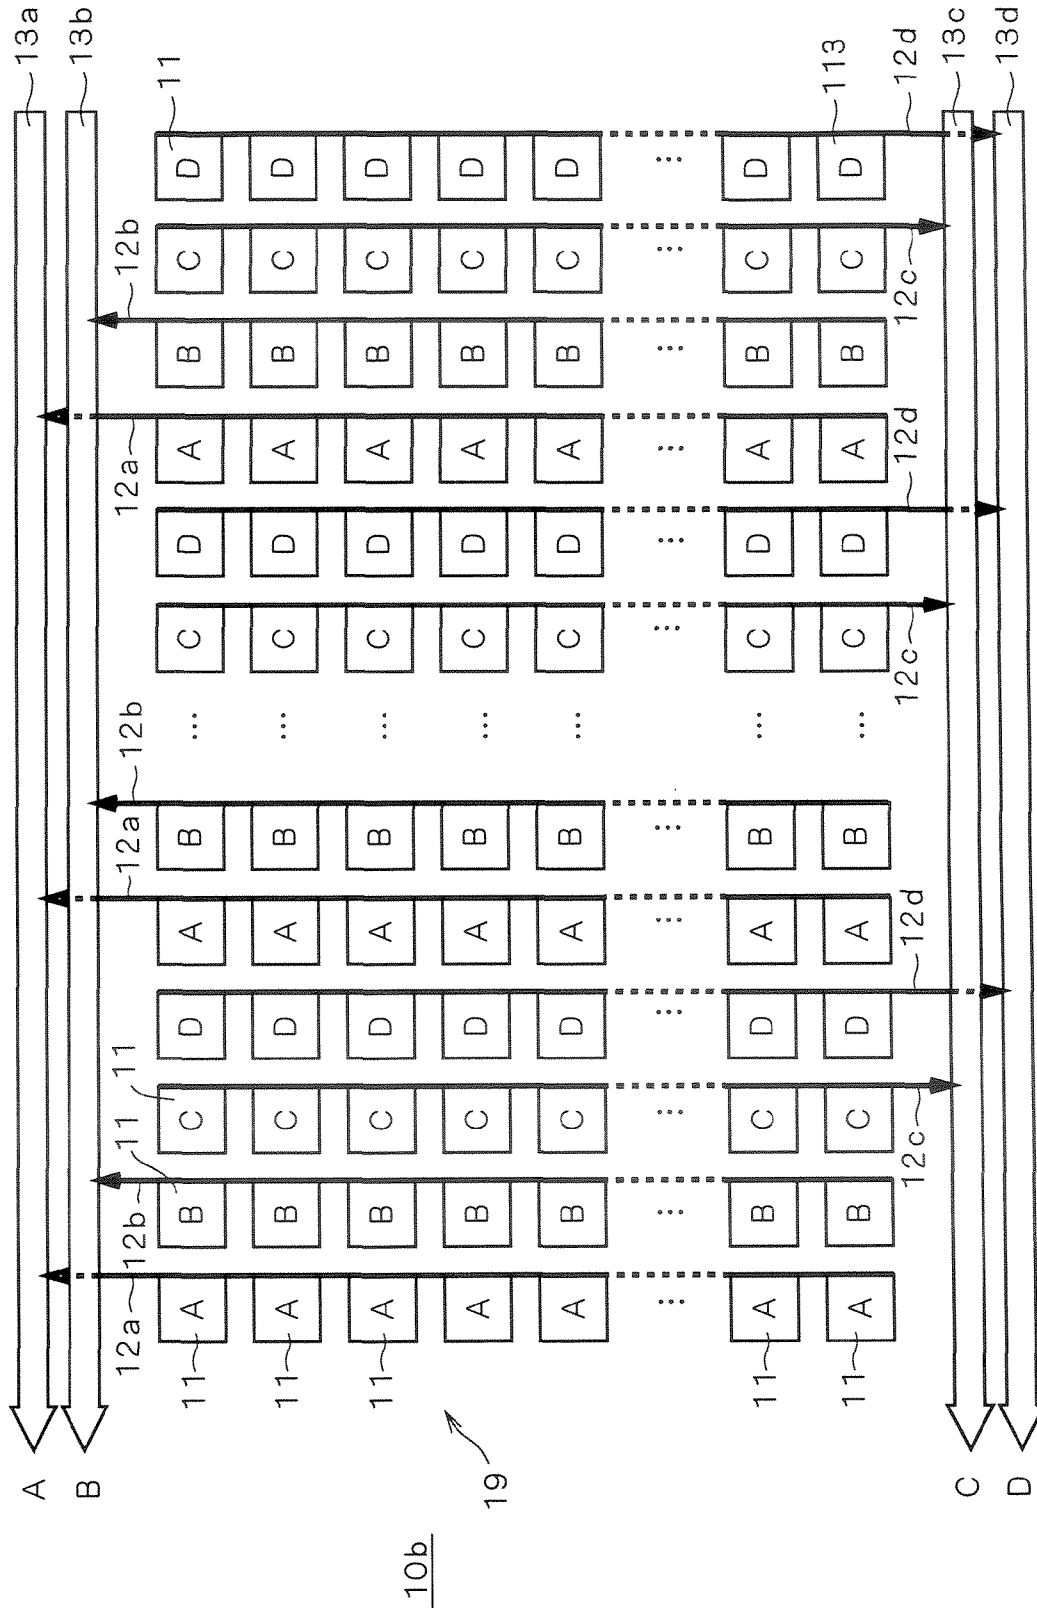 13a 13b 11 113 12d 13c 13d
D D D D D ... D D
12b C C C C C ... C C 12c
B B B B B ... B B
12a A A A A A ... A A 12d
D D D D D ... D D
C C C C C ... C C 12c
12b ... ... ... ... ... ... ...
12a B B B B B ... B B
A A A A A ... A A 12d
D D D D D ... D D
11 C C C C C ... C C 12c
11
12b B B B B B ... B B
12a A A A A A ... A A
11 11 11 11 11
A B 19 C D
10b